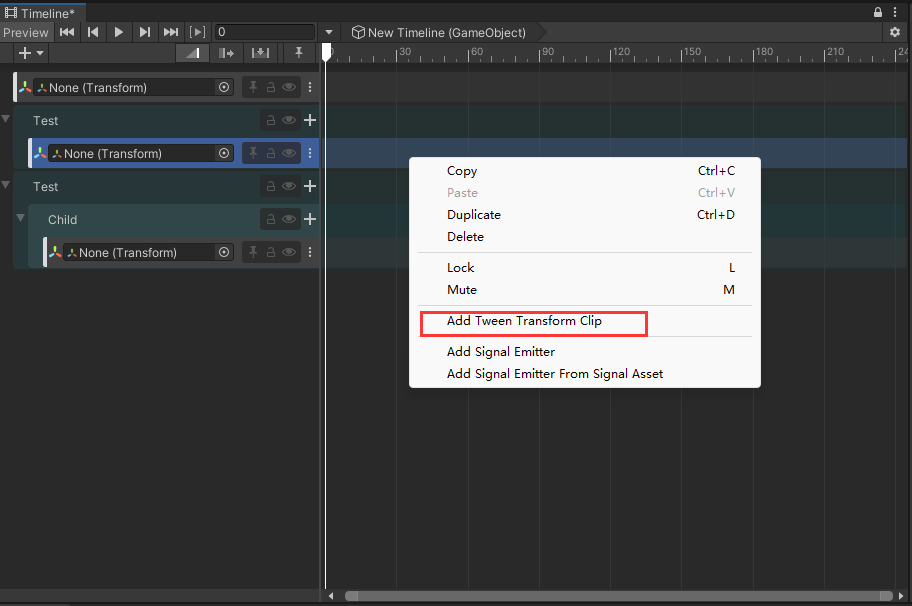 Timeline*
Preview
0
New Timeline (GameObject)
0 30 60 90 120 150 180 210 24
None (Transform)
Test
None (Transform)
Test
Child
None (Transform)
Copy Ctrl+C
Paste Ctrl+V
Duplicate Ctrl+D
Delete
Lock L
Mute M
Add Tween Transform Clip
Add Signal Emitter
Add Signal Emitter From Signal Asset